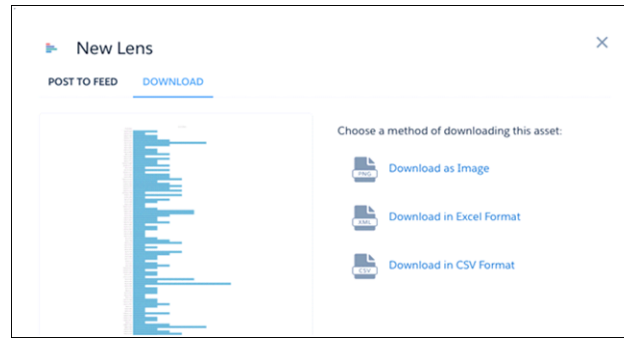 New Lens
POST TO FEED DOWNLOAD
Choose a method of downloading this asset:
PNG Download as Image
XML Download in Excel Format
CSV Download in CSV Format